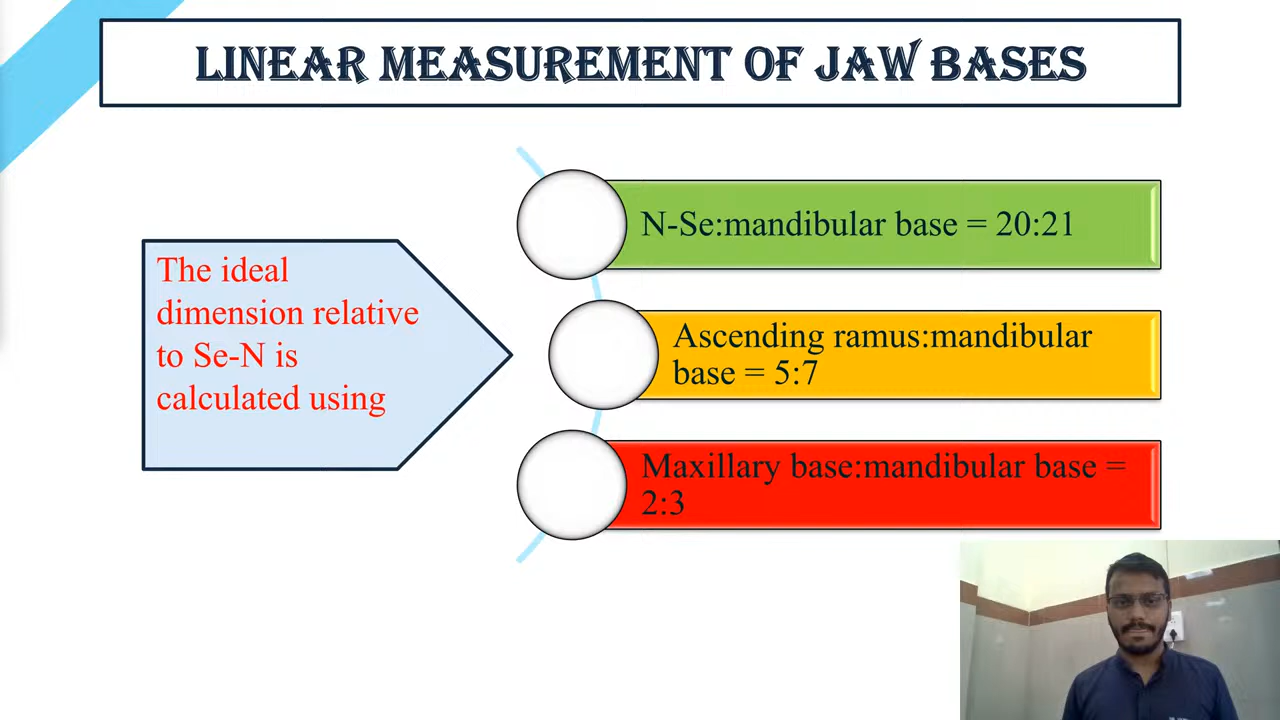 LINEAR MEASUREMENT OF JAW BASES
The ideal
dimension relative
to Se-N is
calculated using
N-Se:mandibular base = 20:21
Ascending ramus:mandibular
base = 5:7
Maxillary base:mandibular base =
2:3